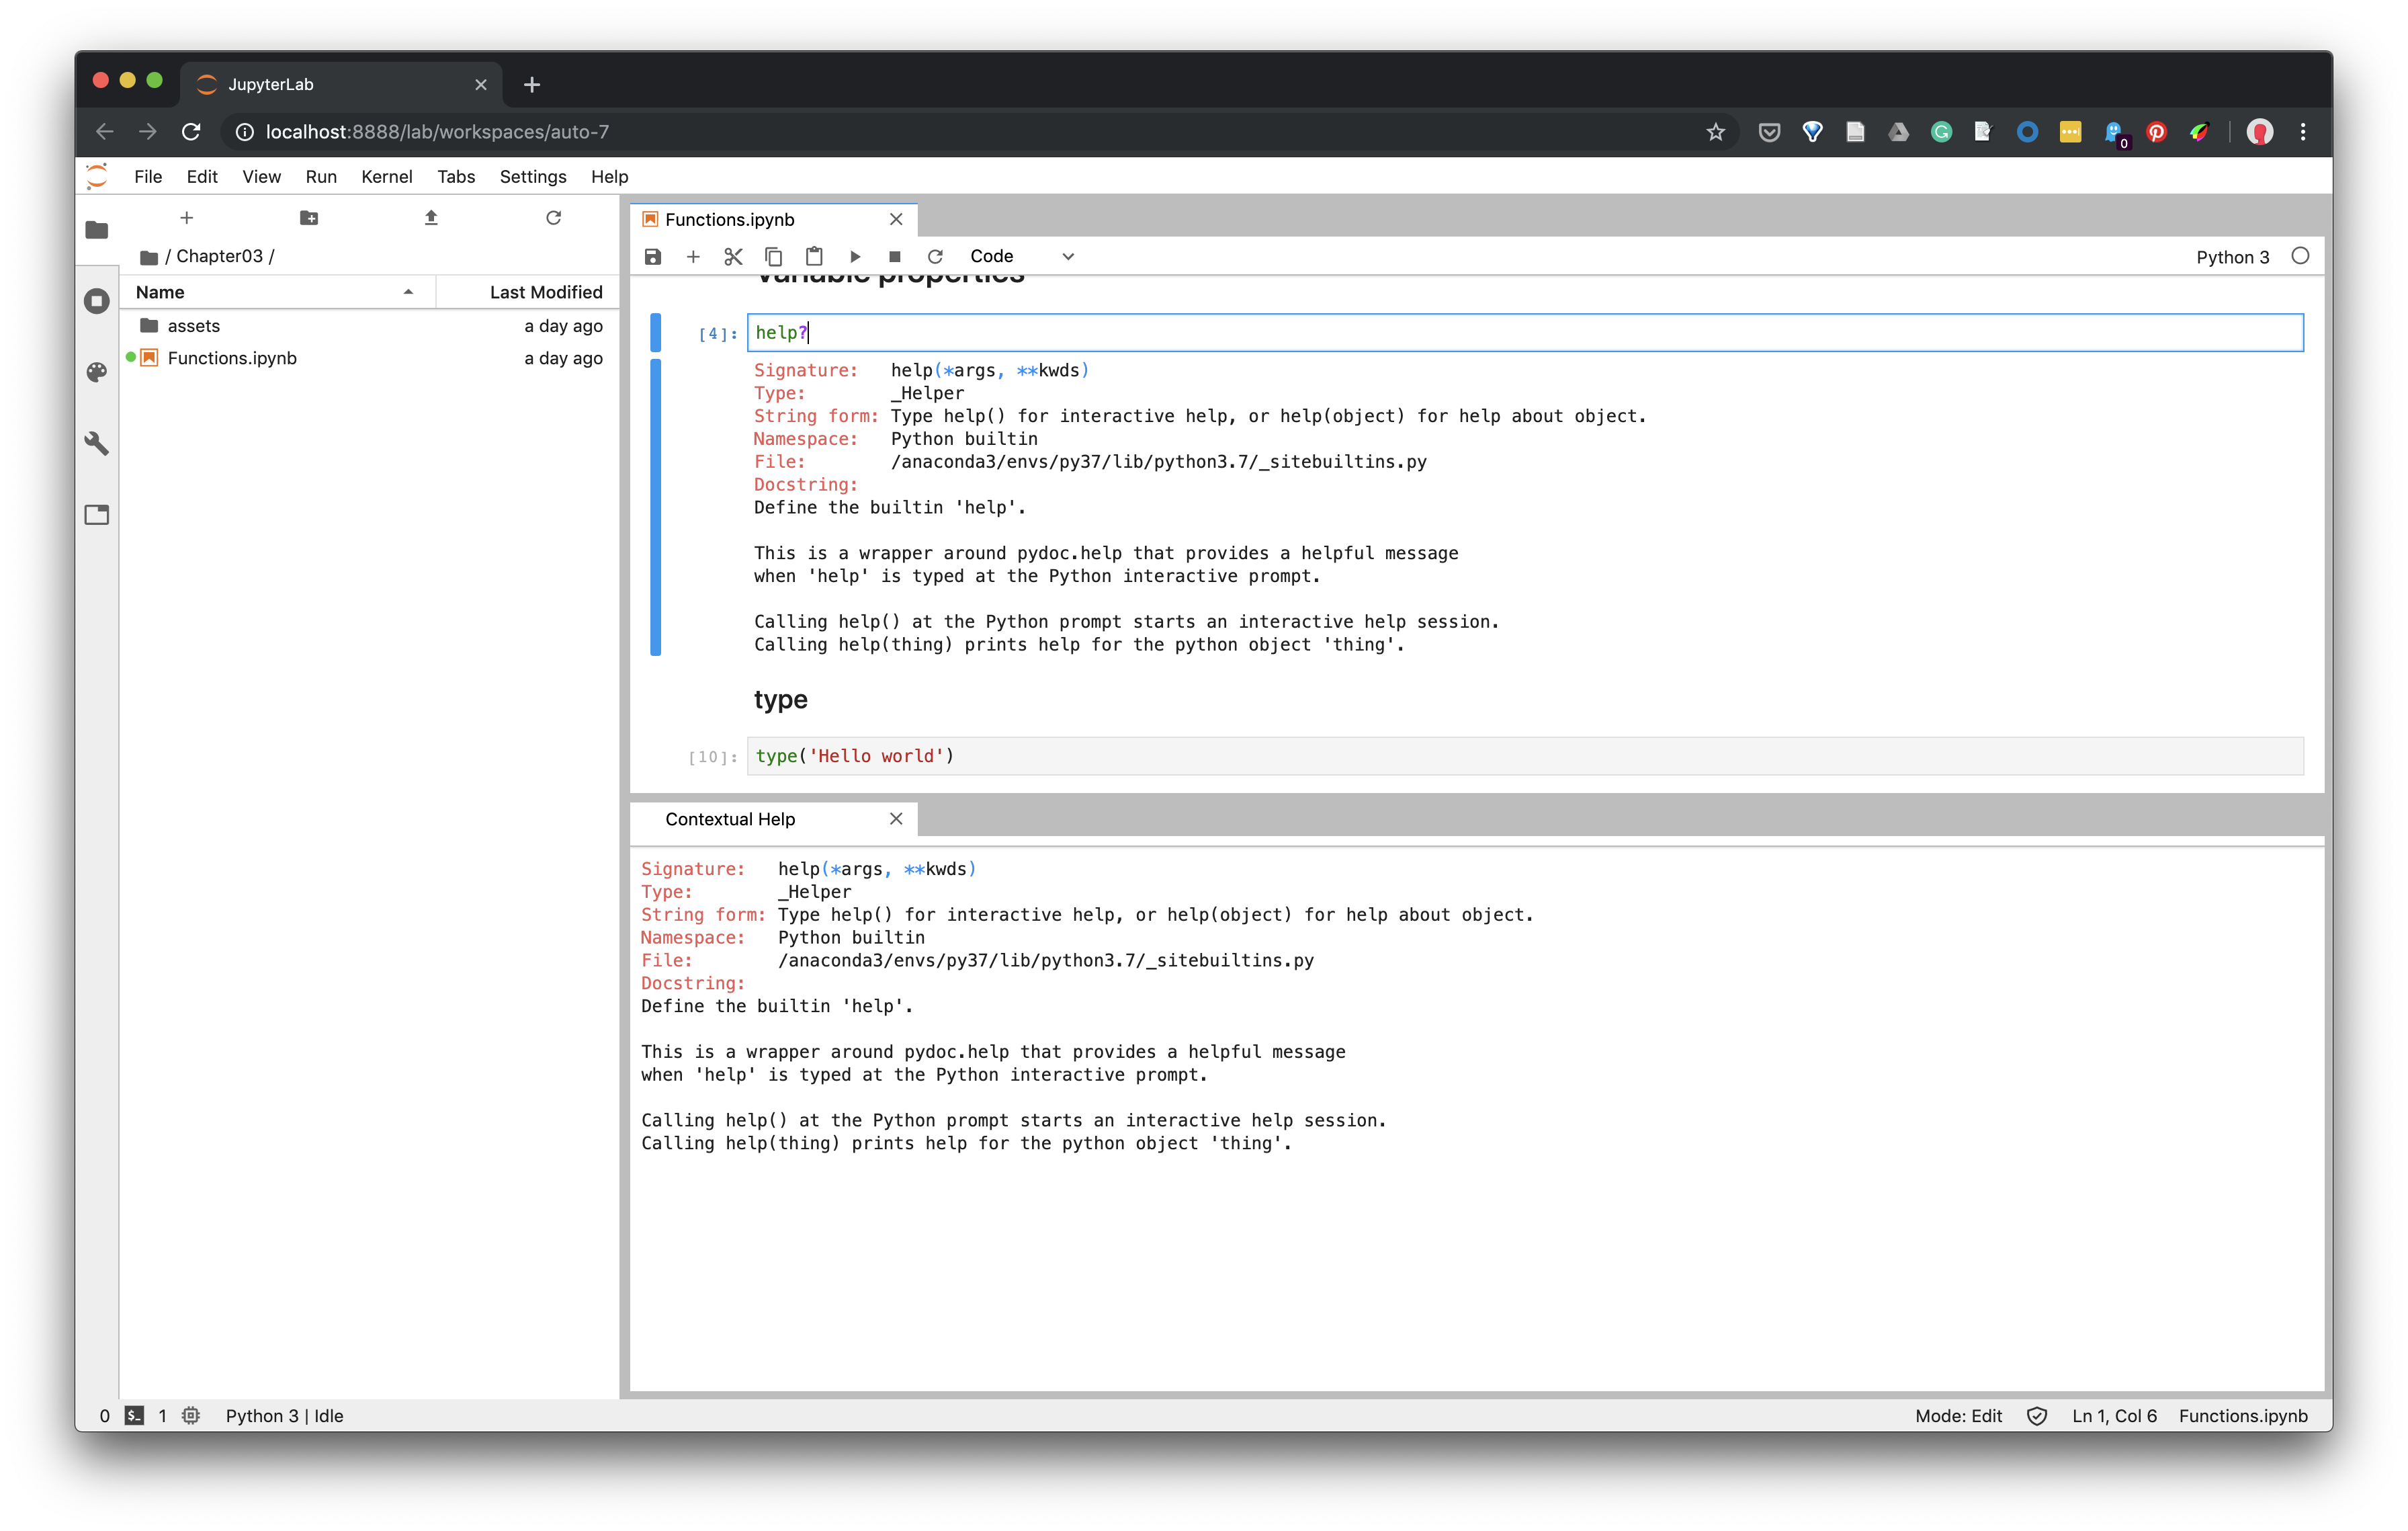 JupyterLab
localhost:8888/lab/workspaces/auto-7
0
File Edit View Run Kernel Tabs Settings Help
/ Chapter03 /
Name Last Modified
assets a day ago
Functions.ipynb a day ago
Functions.ipynb
Code Python 3
variable properties
[4]: help?
Signature: help(*args, **kwds)
Type: _Helper
String form: Type help() for interactive help, or help(object) for help about object.
Namespace: Python builtin
File: /anaconda3/envs/py37/lib/python3.7/_sitebuiltins.py
Docstring:
Define the builtin 'help'.
This is a wrapper around pydoc.help that provides a helpful message
when 'help' is typed at the Python interactive prompt.
Calling help() at the Python prompt starts an interactive help session.
Calling help(thing) prints help for the python object 'thing'.
type
[10]: type('Hello world')
Contextual Help
Signature: help(*args, **kwds)
Type: _Helper
String form: Type help() for interactive help, or help(object) for help about object.
Namespace: Python builtin
File: /anaconda3/envs/py37/lib/python3.7/_sitebuiltins.py
Docstring:
Define the builtin 'help'.
This is a wrapper around pydoc.help that provides a helpful message
when 'help' is typed at the Python interactive prompt.
Calling help() at the Python prompt starts an interactive help session.
Calling help(thing) prints help for the python object 'thing'.
0 $_ 1 Python 3 | Idle Mode: Edit Ln 1, Col 6 Functions.ipynb